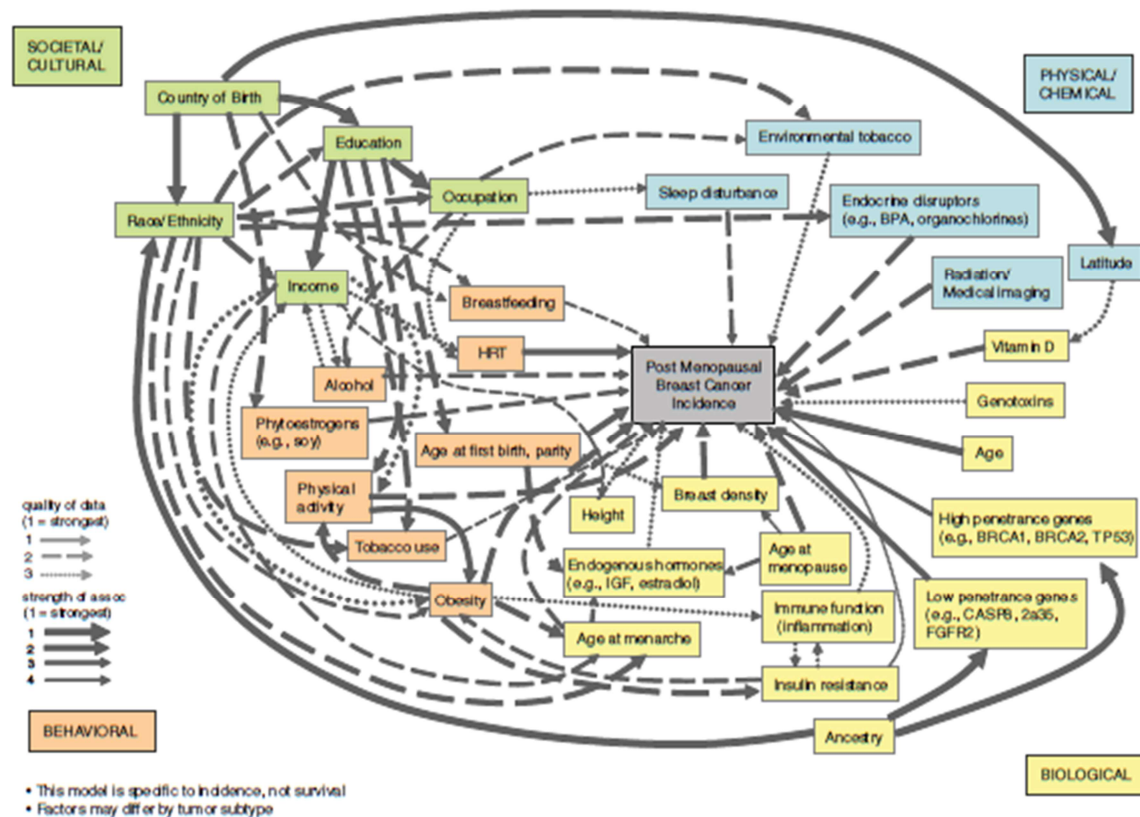 SOCIETAL/
CULTURAL
PHYSICAL/
CHEMICAL
Country of Birth
Education
Environmental tobacco
Occupation
Sleep disturbance
Endocrine disruptors
(e.g., BPA, organochlorines)
Race/Ethnicity
Latitude
Radiation/
Medical imaging
Income
Breastfeeding
HRT
Post Menopausal
Breast Cancer
Incidence
Vitamin D
Alcohol
Genotoxins
Phytoestrogens
(e.g., soy)
Age at first birth, parity
Age
Physical
activity
Breast density
Height
quality of data
(1 = strongest)
1
2
3
High penetrance genes
(e.g., BRCA1, BRCA2, TP53)
Tobacco use
Endogenous hormones
(e.g., IGF, estradiol)
Age at
menopause
strength of assoc
(1 = strongest)
1
2
3
4
Obesity
Immune function
(inflammation)
Low penetrance genes
(e.g., CASP8, 2q35,
FGFR2)
Age at menarche
Insulin resistance
Ancestry
BEHAVIORAL
BIOLOGICAL
• This model is specific to incidence, not survival
• Factors may differ by tumor subtype